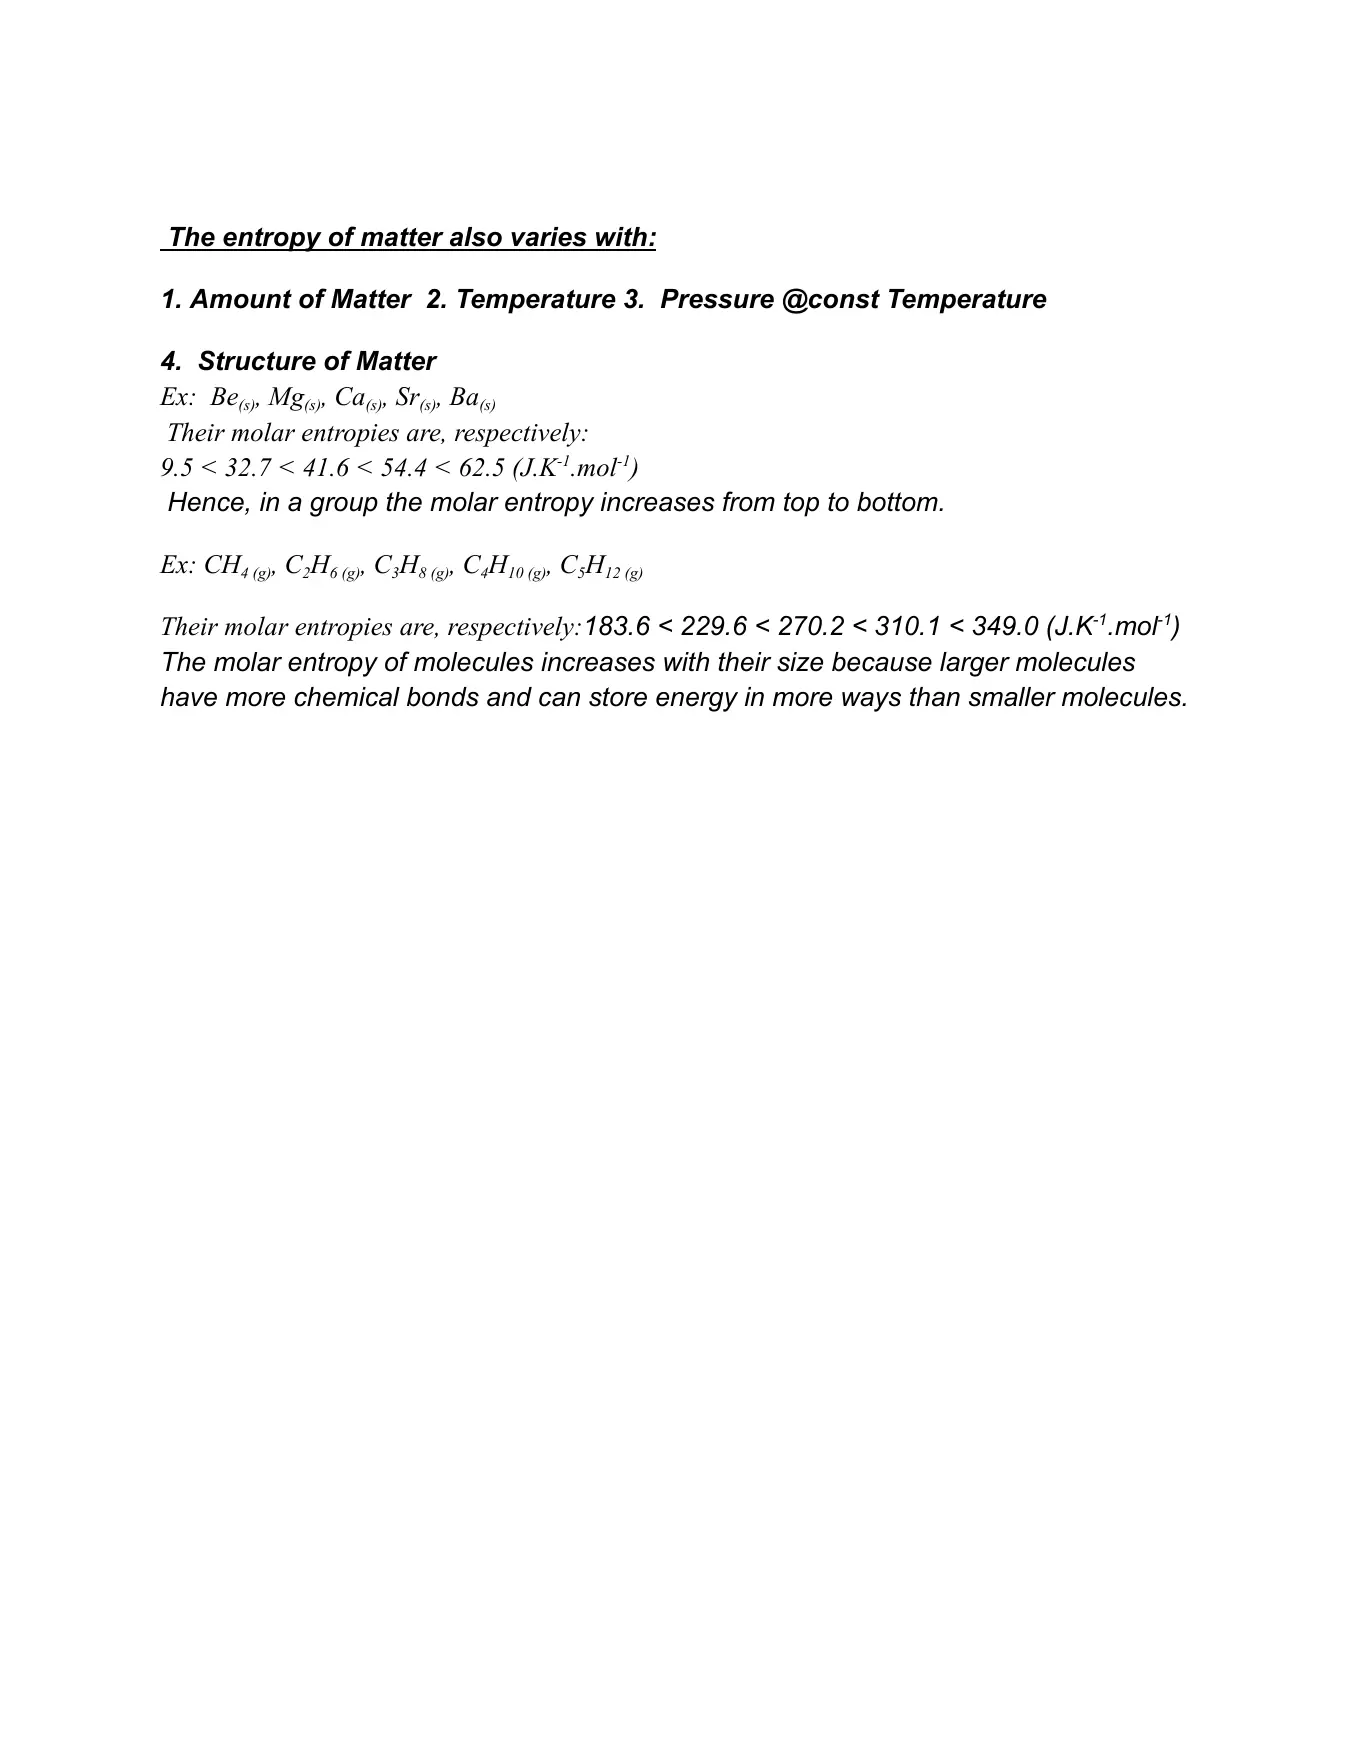 The entropy of matter also varies with:
1. Amount of Matter 2. Temperature 3. Pressure @const Temperature
4. Structure of Matter
Ex: Be(s), Mg(s), Ca(s), Sr(s), Ba(s)
Their molar entropies are, respectively:
9.5 < 32.7 < 41.6 < 54.4 < 62.5 (J.K-1.mol-1)
Hence, in a group the molar entropy increases from top to bottom.
Ex: CH4 (g), C2H6 (g), C3H8 (g), C4H10 (g), C5H12 (g)
Their molar entropies are, respectively:183.6 < 229.6 < 270.2 < 310.1 < 349.0 (J.K-1.mol-1)
The molar entropy of molecules increases with their size because larger molecules
have more chemical bonds and can store energy in more ways than smaller molecules.